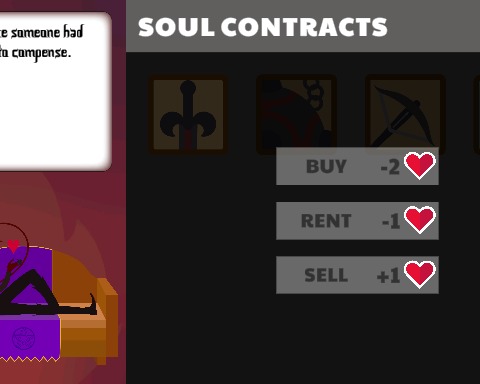 e someone had
to compense.
SOUL CONTRACTS
BUY -2
RENT -1
SELL +1